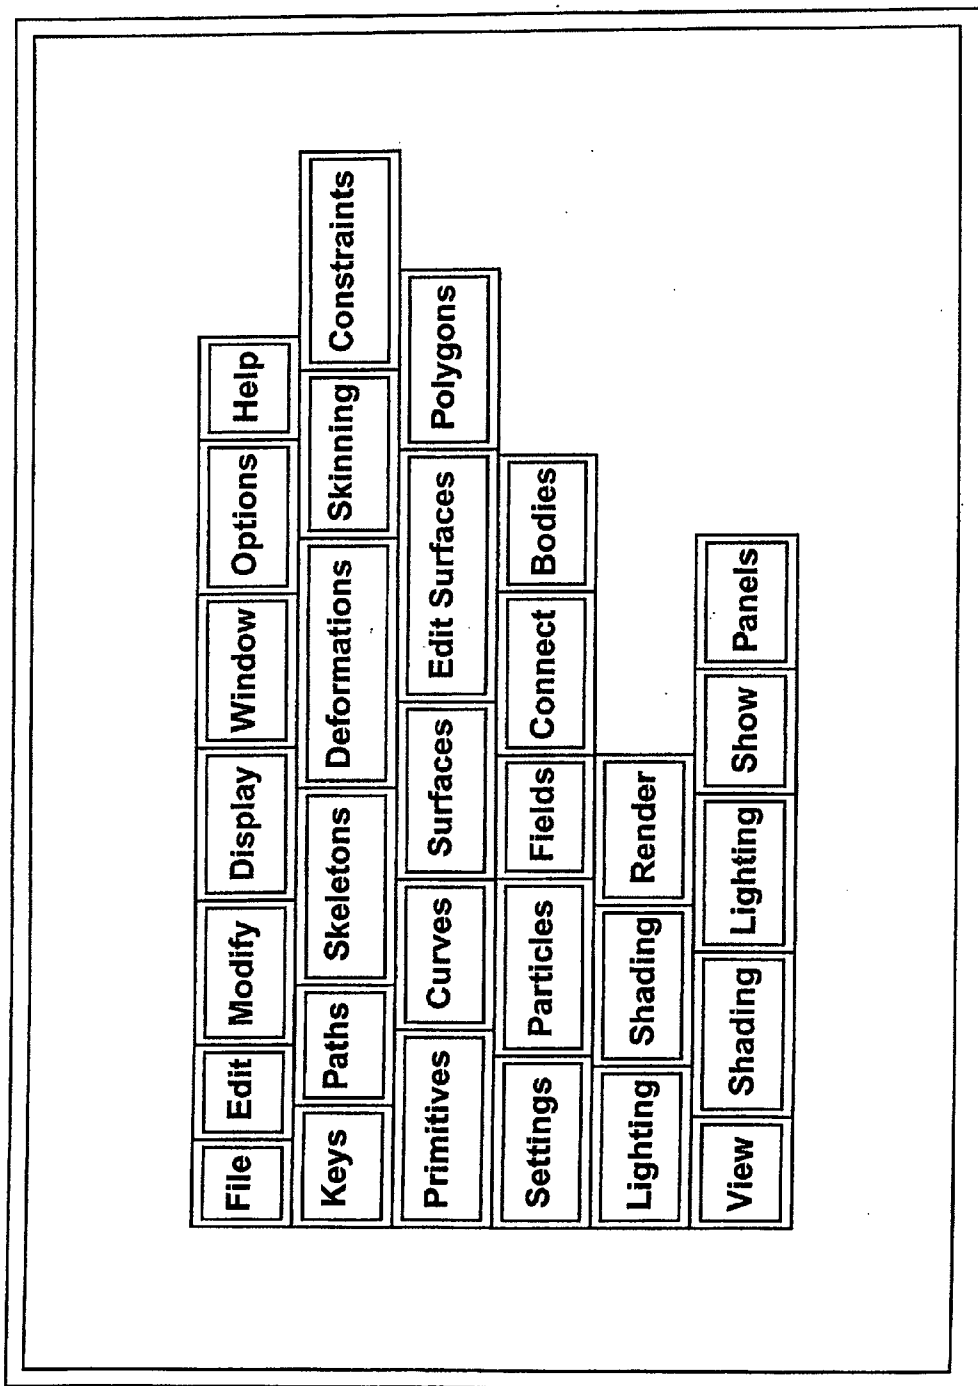 File Edit Modify Display Window Options Help
Keys Paths Skeletons Deformations Skinning Constraints
Primitives Curves Surfaces Edit Surfaces Polygons
Settings Particles Fields Connect Bodies
Lighting Shading Render
View Shading Lighting Show Panels